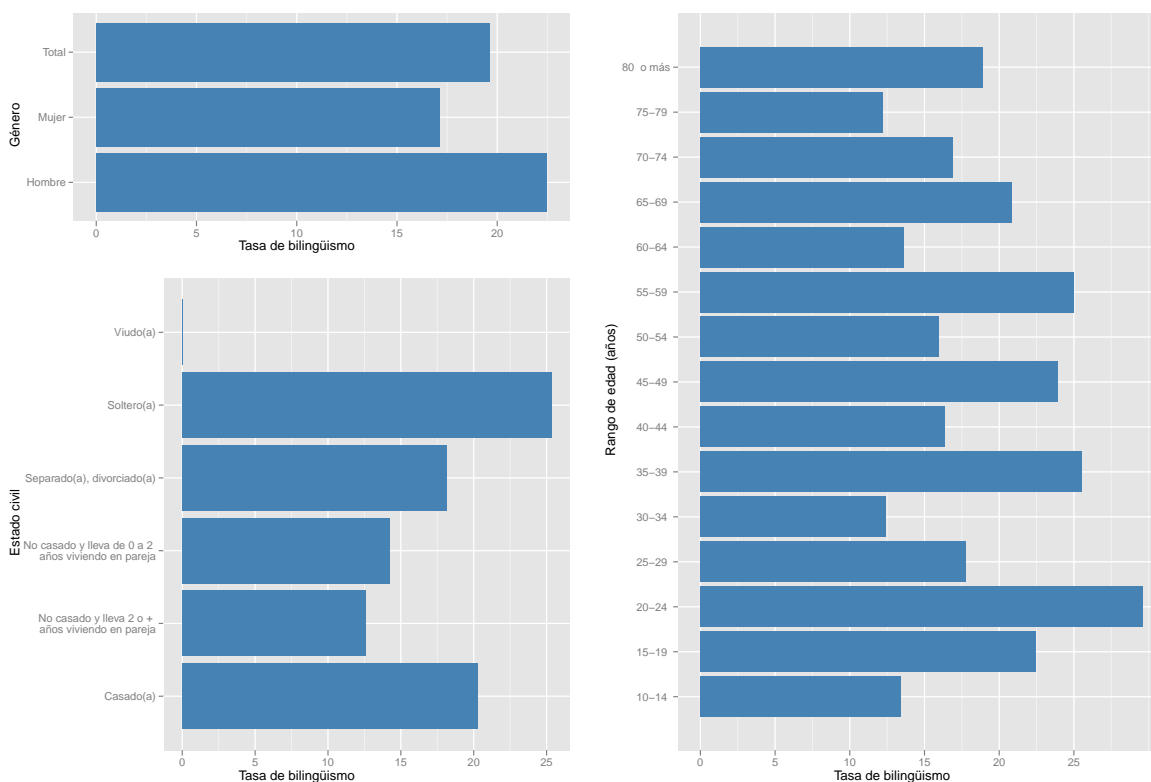 Género
Total
Mujer
Hombre
0 5 10 15 20
Tasa de bilingüismo
Estado civil
Viudo(a)
Soltero(a)
Separado(a), divorciado(a)
No casado y lleva de 0 a 2
años viviendo en pareja
No casado y lleva 2 o +
años viviendo en pareja
Casado(a)
0 5 10 15 20 25
Tasa de bilingüismo
Rango de edad (años)
80 o más
75−79
70−74
65−69
60−64
55−59
50−54
45−49
40−44
35−39
30−34
25−29
20−24
15−19
10−14
0 5 10 15 20 25
Tasa de bilingüismo